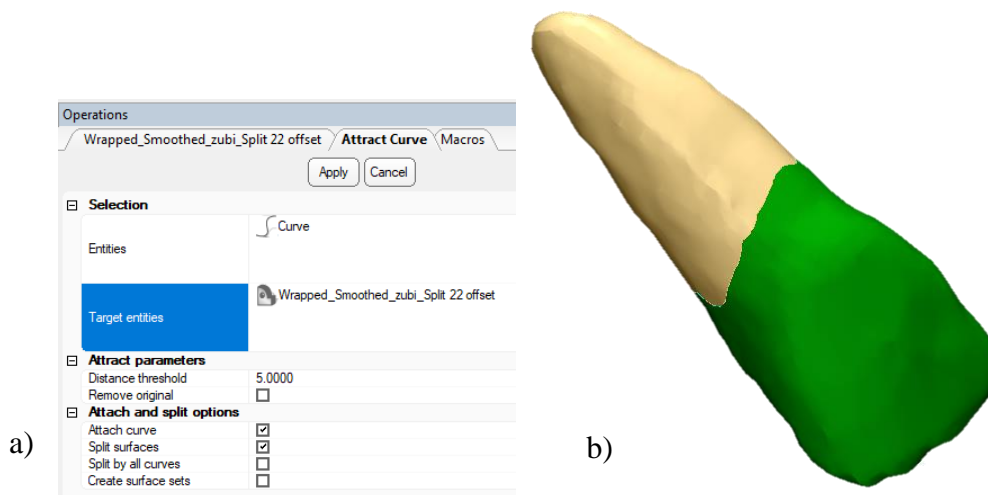 Operations
Wrapped_Smoothed_zubi_Split 22 offset Attract Curve Macros
Apply Cancel
Selection
Entities Curve
Target entities Wrapped_Smoothed_zubi_Split 22 offset
Attract parameters
Distance threshold 5.0000
Remove original
Attach and split options
Attach curve
Split surfaces
Split by all curves
Create surface sets
a)
b)